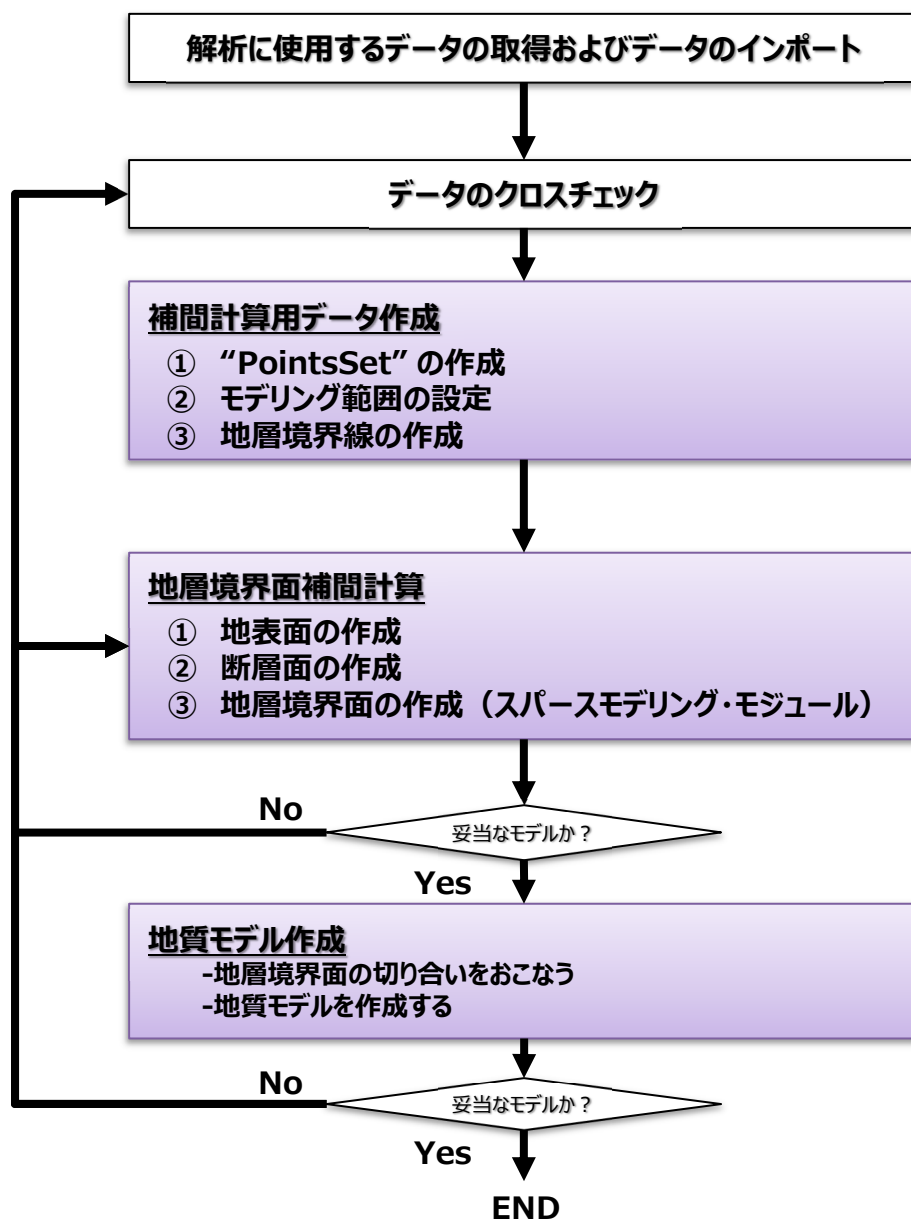 解析に使用するデータの取得およびデータのインポート
データのクロスチェック
補間計算用データ作成
① “PointsSet” の作成
② モデリング範囲の設定
③ 地層境界線の作成
地層境界面補間計算
① 地表面の作成
② 断層面の作成
③ 地層境界面の作成（スパースモデリング・モジュール）
No
妥当なモデルか？
Yes
地質モデル作成
-地層境界面の切り合いをおこなう
-地質モデルを作成する
No
妥当なモデルか？
Yes
END